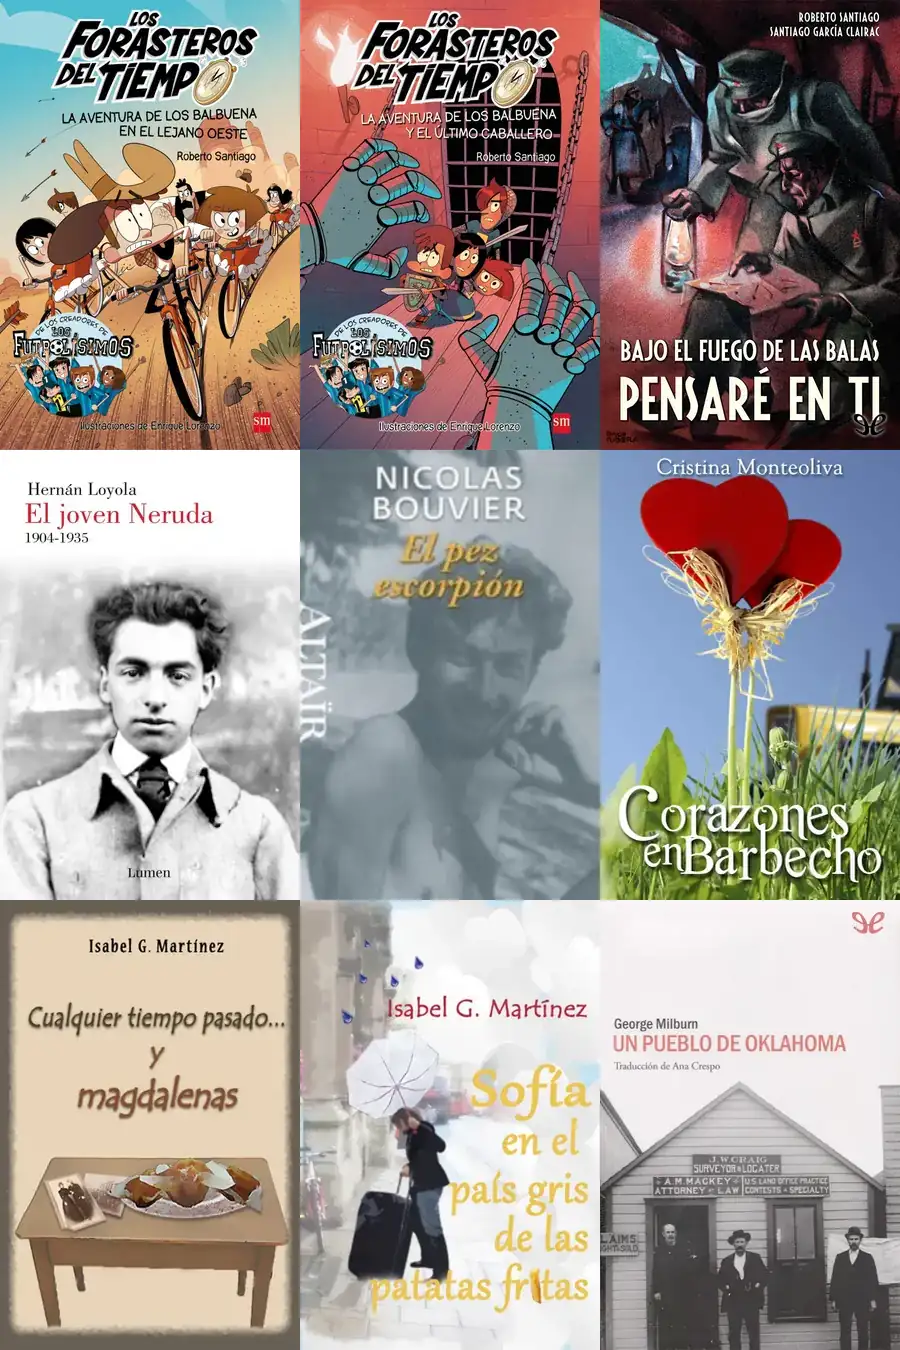 LOS
FORASTEROS
DEL TIEMPO
LA AVENTURA DE LOS BALBUENA
EN EL LEJANO OESTE
Roberto Santiago
DE LOS CREADORES DE
LOS
FUTBOLÍSIMOS
Ilustraciones de Enrique Lorenzo
sm
LOS
FORASTEROS
DEL TIEMPO
LA AVENTURA DE LOS BALBUENA
Y EL ÚLTIMO CABALLERO
Roberto Santiago
DE LOS CREADORES DE
LOS
FUTBOLÍSIMOS
Ilustraciones de Enrique Lorenzo
sm
ROBERTO SANTIAGO
SANTIAGO GARCÍA CLAIRAC
BAJO EL FUEGO DE LAS BALAS
PENSARÉ EN TI
Hernán Loyola
El joven Neruda
1904-1935
Lumen
NICOLAS
BOUVIER
El pez
escorpión
ALTAÏR
Cristina Monteoliva
Corazones
en Barbecho
Isabel G. Martínez
Cualquier tiempo pasado...
y
magdalenas
Isabel G. Martínez
Sofía
en el
país gris
de las
patatas fritas
George Milburn
UN PUEBLO DE OKLAHOMA
Traducción de Ana Crespo
J.W. CRAIG
SURVEYOR & LOCATER
A.M. MACKEY
ATTORNEY AT LAW
U.S. LAND OFFICE PRACTICE
CONTESTS A SPECIALTY